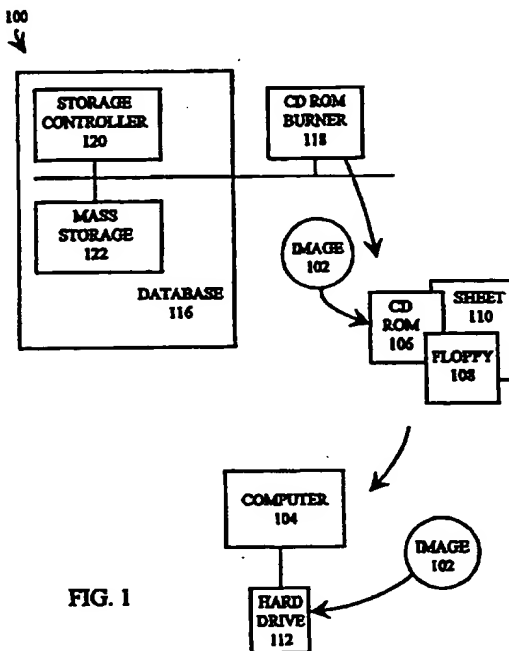 100
STORAGE
CONTROLLER
120
MASS
STORAGE
122
DATABASE
116
CD ROM
BURNER
118
IMAGE
102
CD
ROM
106
SHEET
110
FLOPPY
108
COMPUTER
104
IMAGE
102
HARD
DRIVE
112
FIG. 1